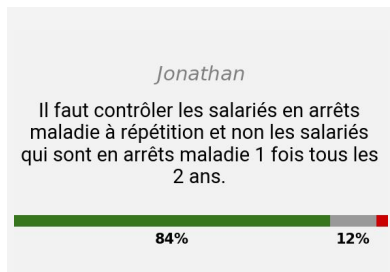 Jonathan
Il faut contrôler les salariés en arrêts
maladie à répétition et non les salariés
qui sont en arrêts maladie 1 fois tous les
2 ans.
84%
12%